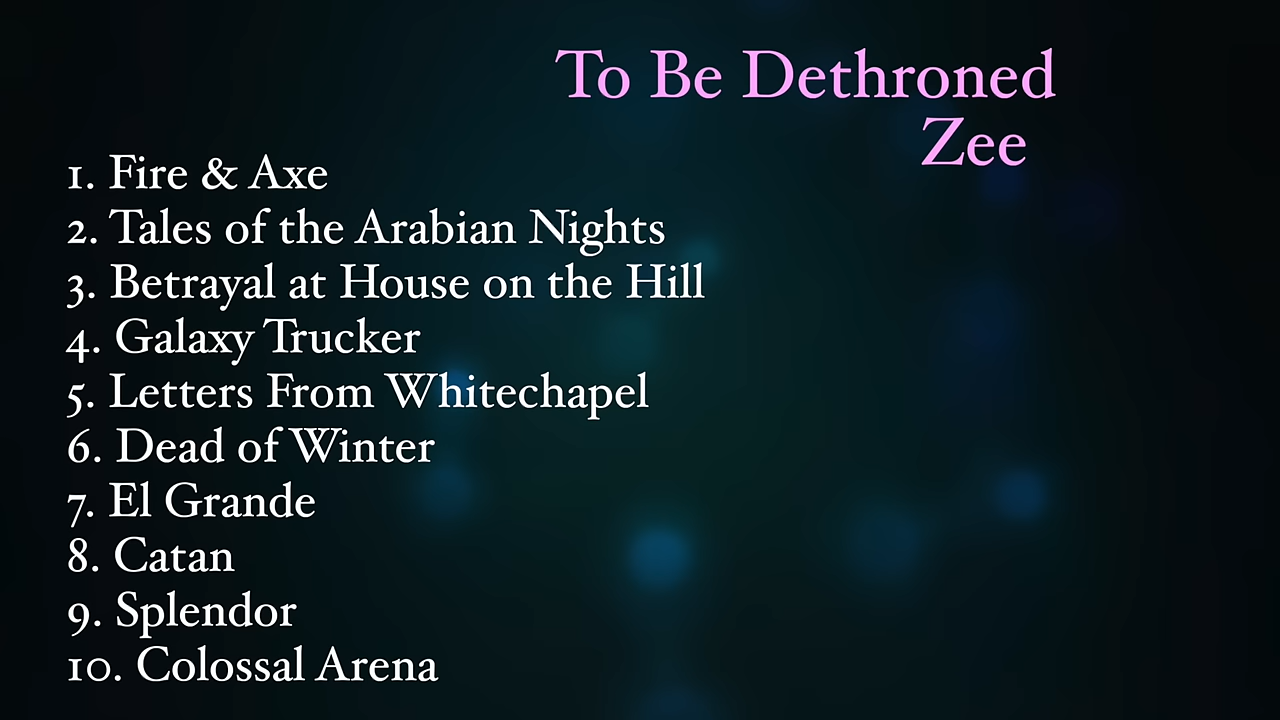 To Be Dethroned
Zee
1. Fire & Axe
2. Tales of the Arabian Nights
3. Betrayal at House on the Hill
4. Galaxy Trucker
5. Letters From Whitechapel
6. Dead of Winter
7. El Grande
8. Catan
9. Splendor
10. Colossal Arena